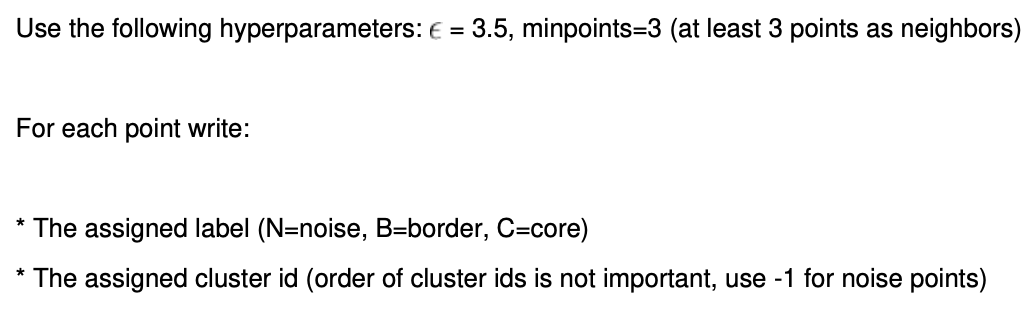 Use the following hyperparameters: ϵ = 3.5, minpoints=3 (at least 3 points as neighbors)
For each point write:
* The assigned label (N=noise, B=border, C=core)
* The assigned cluster id (order of cluster ids is not important, use -1 for noise points)